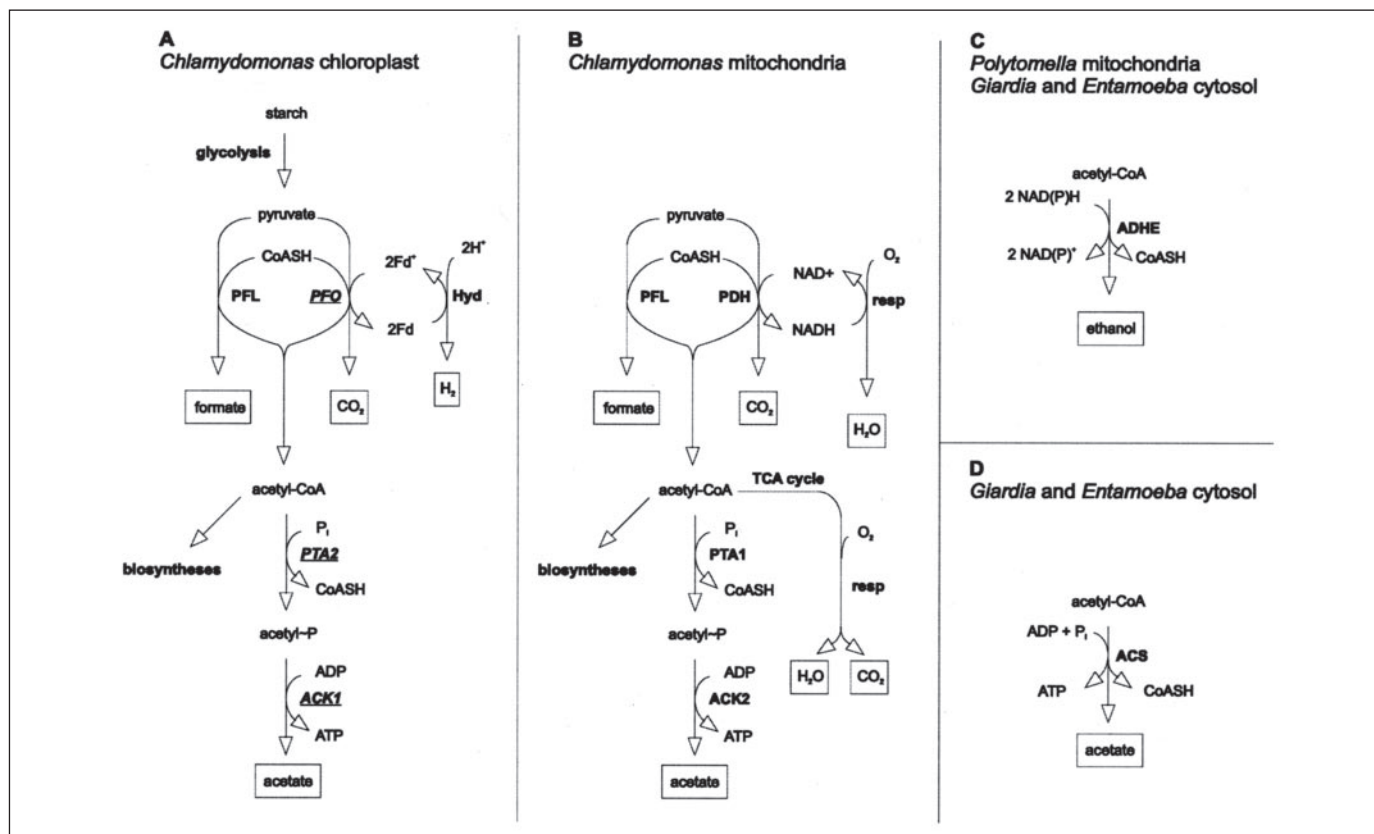 A
Chlamydomonas chloroplast
starch
glycolysis
pyruvate
CoASH
2Fd⁺
2H⁺
PFL
PFO
Hyd
2Fd
H₂
formate
CO₂
acetyl-CoA
Pᵢ
PTA2
biosyntheses
CoASH
acetyl~P
ADP
ACK1
ATP
acetate
B
Chlamydomonas mitochondria
pyruvate
CoASH
NAD+
O₂
PFL
PDH
resp
NADH
formate
CO₂
H₂O
acetyl-CoA
TCA cycle
Pᵢ
O₂
PTA1
biosyntheses
CoASH
resp
acetyl~P
H₂O
CO₂
ADP
ACK2
ATP
acetate
C
Polytomella mitochondria
Giardia and Entamoeba cytosol
acetyl-CoA
2 NAD(P)H
ADHE
2 NAD(P)⁺
CoASH
ethanol
D
Giardia and Entamoeba cytosol
acetyl-CoA
ADP + Pᵢ
ACS
ATP
CoASH
acetate